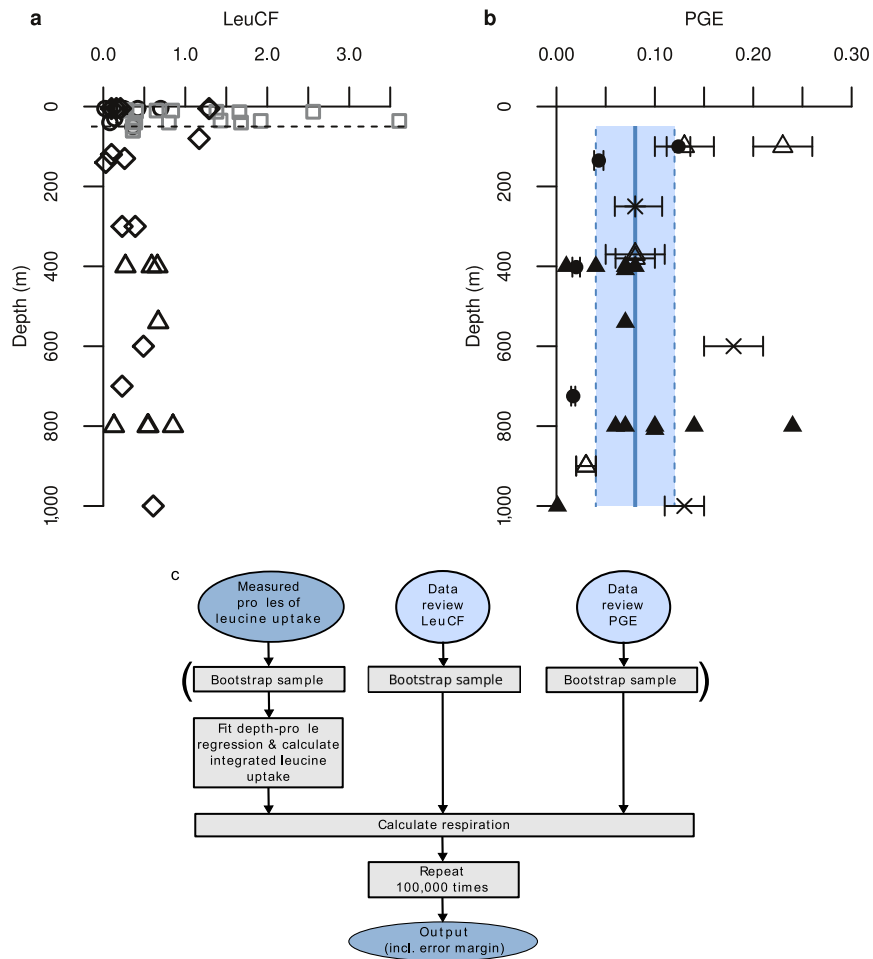 a
LeuCF
0.0 1.0 2.0 3.0
0
200
400
600
800
1,000
Depth (m)
b
PGE
0.00 0.10 0.20 0.30
0
200
400
600
800
1,000
Depth (m)
c
Measured
pro les of
leucine uptake
Data
review
LeuCF
Data
review
PGE
( Bootstrap sample
Bootstrap sample
Bootstrap sample )
Fit depth-pro le
regression & calculate
integrated leucine
uptake
Calculate respiration
Repeat
100,000 times
Output
(incl. error margin)